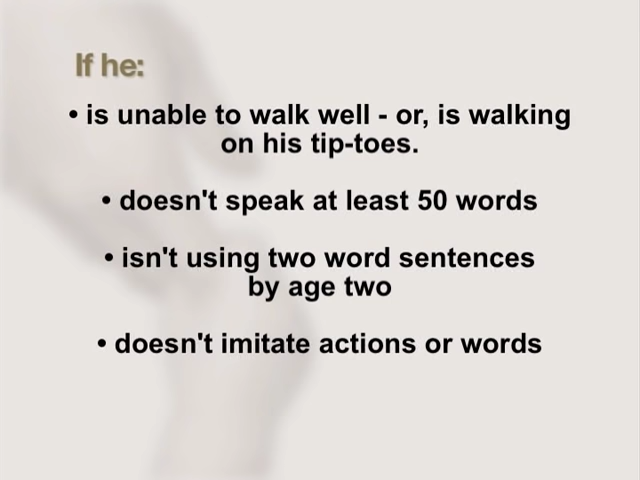 If he:
• is unable to walk well - or, is walking
on his tip-toes.
• doesn't speak at least 50 words
• isn't using two word sentences
by age two
• doesn't imitate actions or words